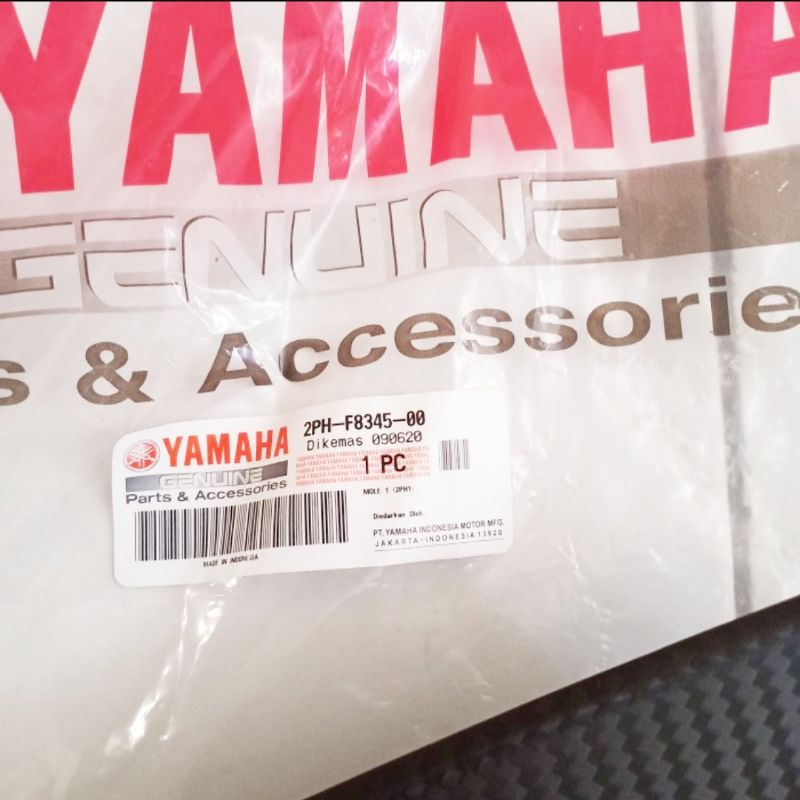 YAMAHA
GENUINE
s & Accessorie
2PH-F8345-00
Dikemas 090620
YAMAHA
GENUINE
Parts & Accessories
1 PC
MOLE 1 (2PH1)
Diedarkan Oleh:
PT.YAMAHA INDONESIA MOTOR MFG.
JAKARTA-INDONESIA 13920
MADE IN INDONESIA